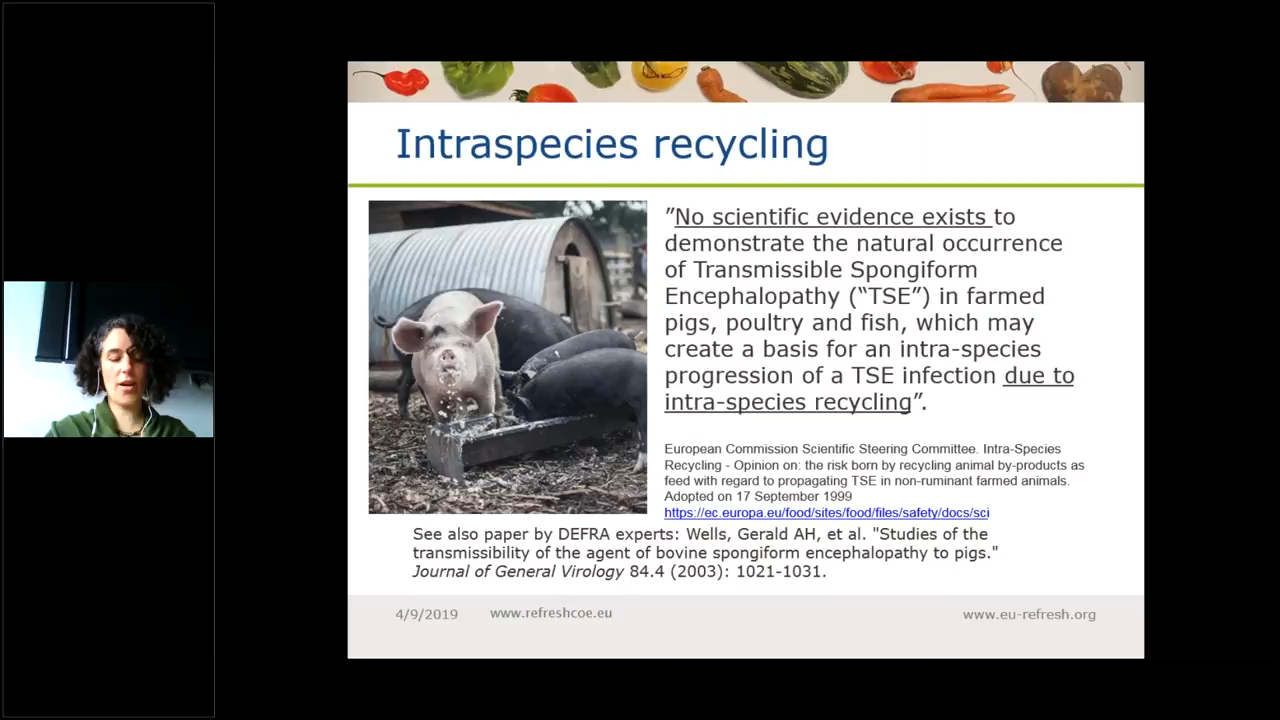 Intraspecies recycling
”No scientific evidence exists to
demonstrate the natural occurrence
of Transmissible Spongiform
Encephalopathy (“TSE”) in farmed
pigs, poultry and fish, which may
create a basis for an intra-species
progression of a TSE infection due to
intra-species recycling”.
European Commission Scientific Steering Committee. Intra-Species
Recycling - Opinion on: the risk born by recycling animal by-products as
feed with regard to propagating TSE in non-ruminant farmed animals.
Adopted on 17 September 1999
https://ec.europa.eu/food/sites/food/files/safety/docs/sci
See also paper by DEFRA experts: Wells, Gerald AH, et al. "Studies of the
transmissibility of the agent of bovine spongiform encephalopathy to pigs."
Journal of General Virology 84.4 (2003): 1021-1031.
4/9/2019 www.refreshcoe.eu www.eu-refresh.org